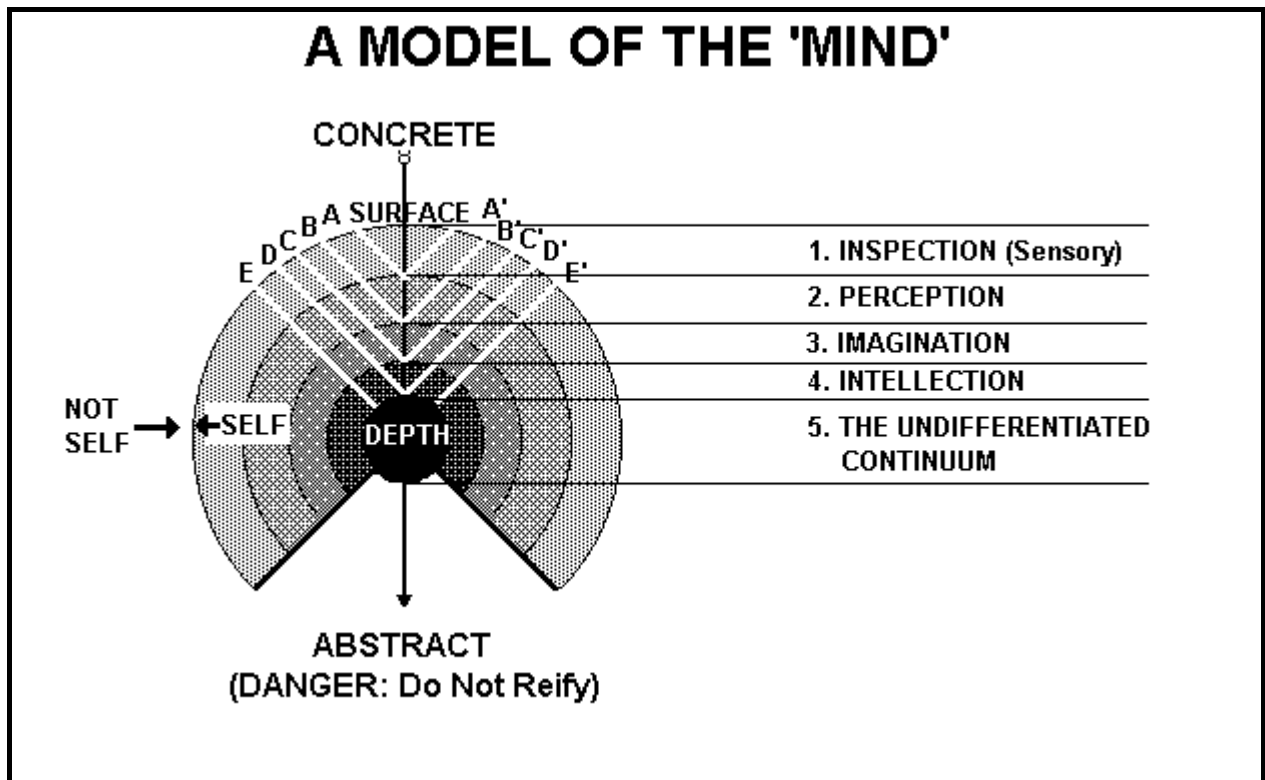 A MODEL OF THE 'MIND'
CONCRETE
E D C B A SURFACE A' B' C' D' E'
1. INSPECTION (Sensory)
2. PERCEPTION
3. IMAGINATION
4. INTELLECTION
NOT
SELF
SELF
DEPTH
5. THE UNDIFFERENTIATED
CONTINUUM
ABSTRACT
(DANGER: Do Not Reify)